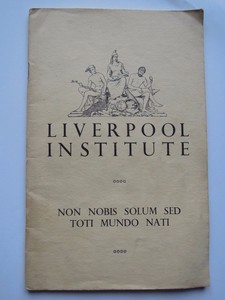 LIVERPOOL
INSTITUTE
NON NOBIS SOLUM SED
TOTI MUNDO NATI